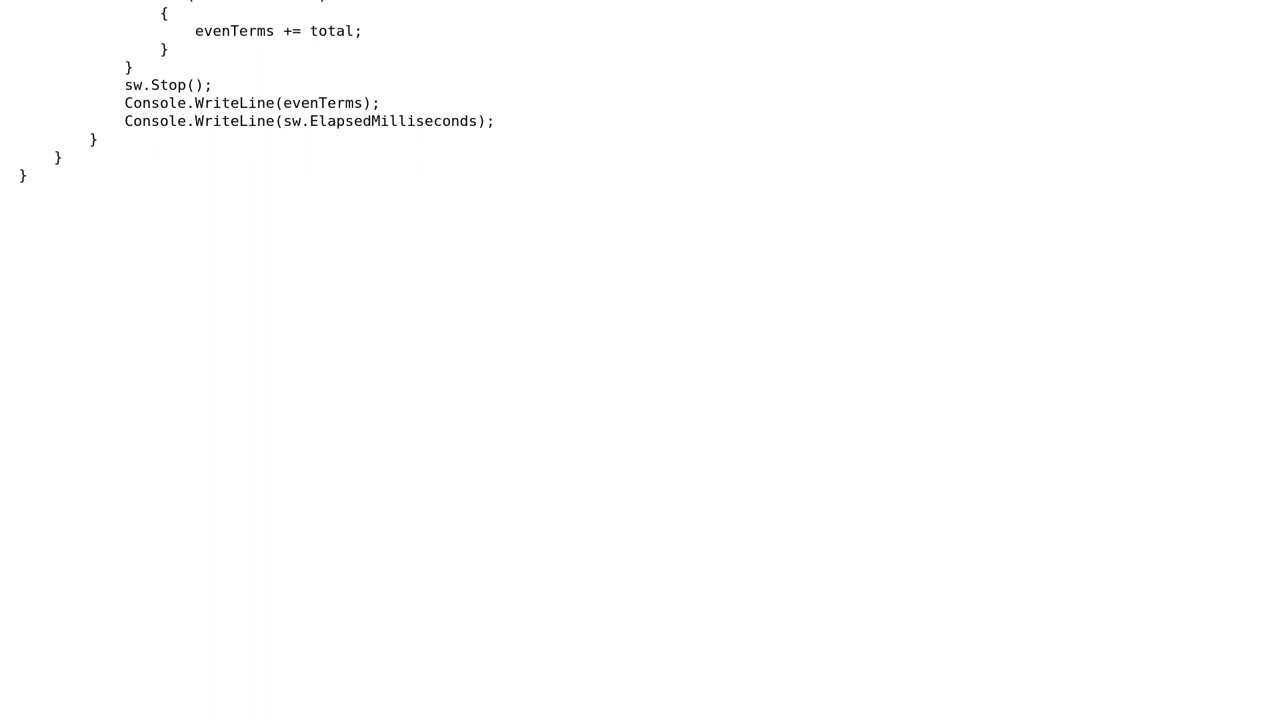 {
evenTerms += total;
}
}
sw.Stop();
Console.WriteLine(evenTerms);
Console.WriteLine(sw.ElapsedMilliseconds);
}
}
}